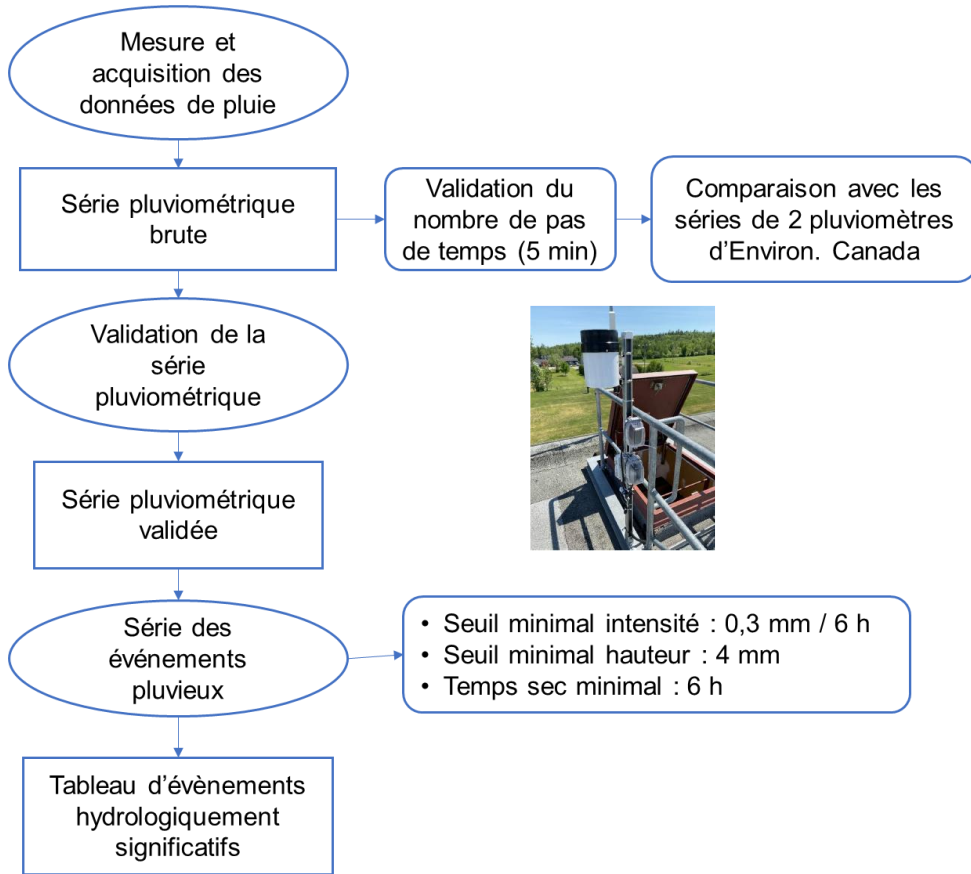 Mesure et
acquisition des
données de pluie
Série pluviométrique
brute
Validation du
nombre de pas
de temps (5 min)
Comparaison avec les
séries de 2 pluviomètres
d'Environ. Canada
Validation de la
série
pluviométrique
Série pluviométrique
validée
Série des
événements
pluvieux
• Seuil minimal intensité : 0,3 mm / 6 h
• Seuil minimal hauteur : 4 mm
• Temps sec minimal : 6 h
Tableau d'évènements
hydrologiquement
significatifs